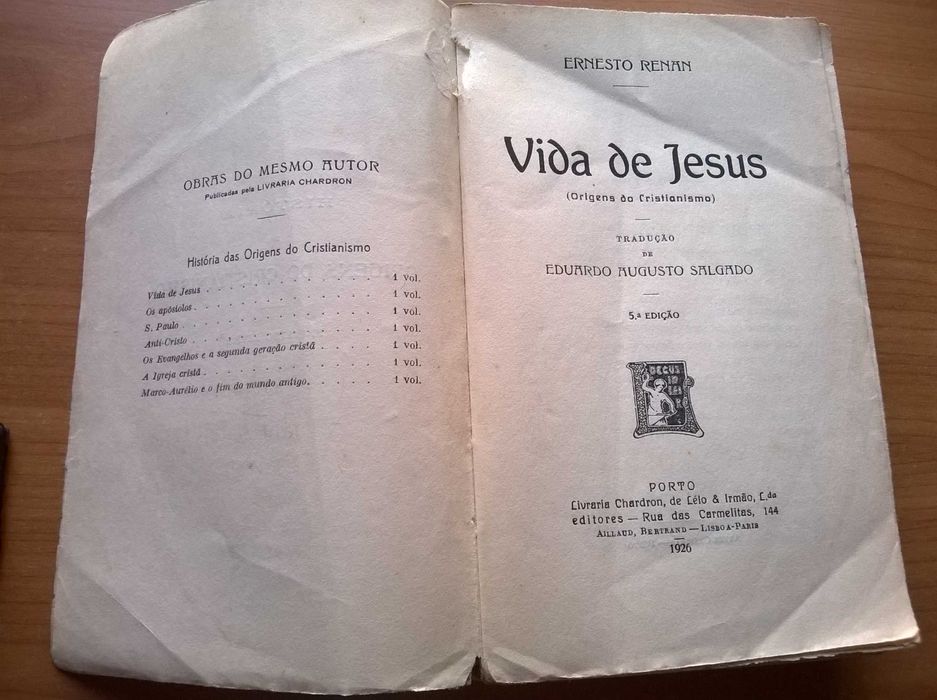 OBRAS DO MESMO AUTOR
Publicadas pela LIVRARIA CHARDRON
História das Origens do Cristianismo
Vida de Jesus . . . . . . . . . . . . 1 vol.
Os apóstolos . . . . . . . . . . . . 1 vol.
S. Paulo . . . . . . . . . . . . 1 vol.
Anti-Cristo . . . . . . . . . . . . 1 vol.
Os Evangelhos e a segunda geração cristã . . . . . 1 vol.
A Igreja cristã . . . . . . . . . . . . 1 vol.
Marco-Aurélio e o fim do mundo antigo . . . . . 1 vol.
ERNESTO RENAN
Vida de Jesus
(Origens do Cristianismo)
TRADUÇÃO
DE
EDUARDO AUGUSTO SALGADO
5.ª EDIÇÃO
DECUS
IN
PORTO
Livraria Chardron, de Lélo & Irmão, L.da
editores — Rua das Carmelitas, 144
AILLAUD, BERTRAND — LISBOA-PARIS
1926